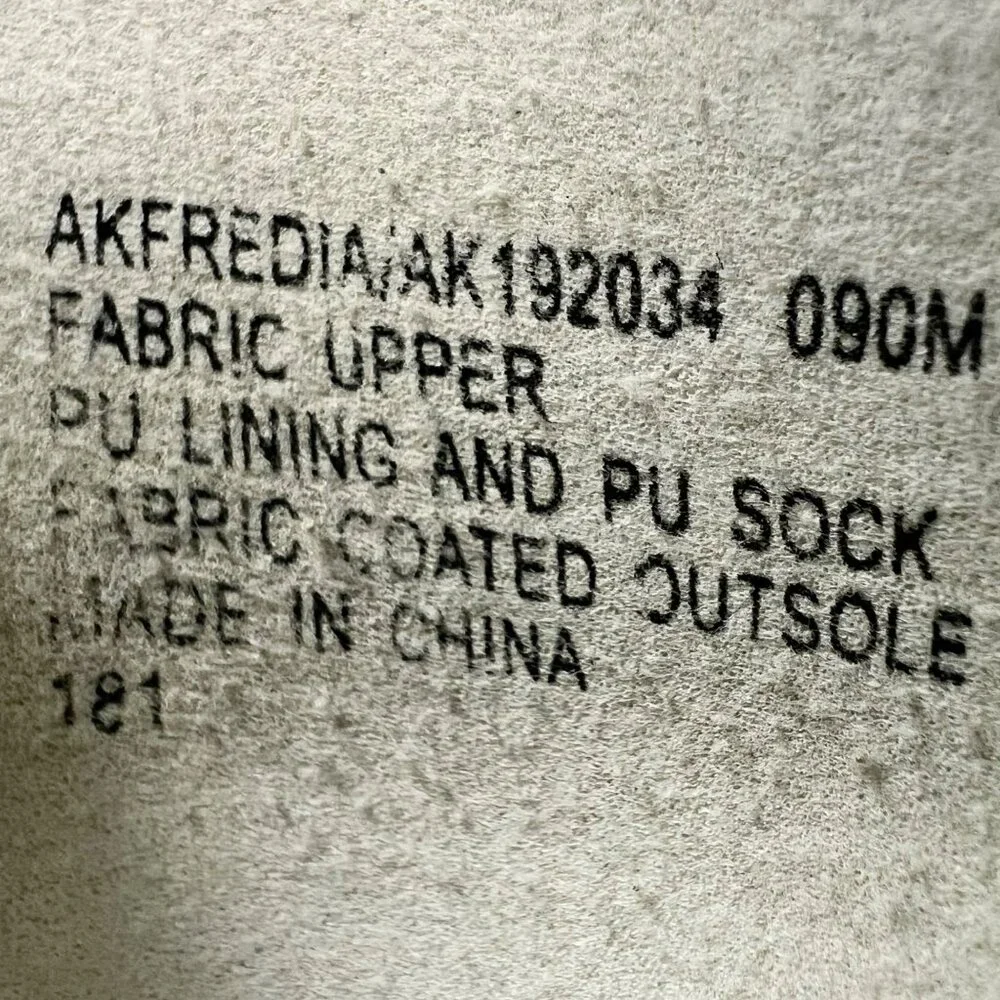 AKFREDIA/AK192034 090M
FABRIC UPPER
PU LINING AND PU SOCK
FABRIC COATED OUTSOLE
MADE IN CHINA
181